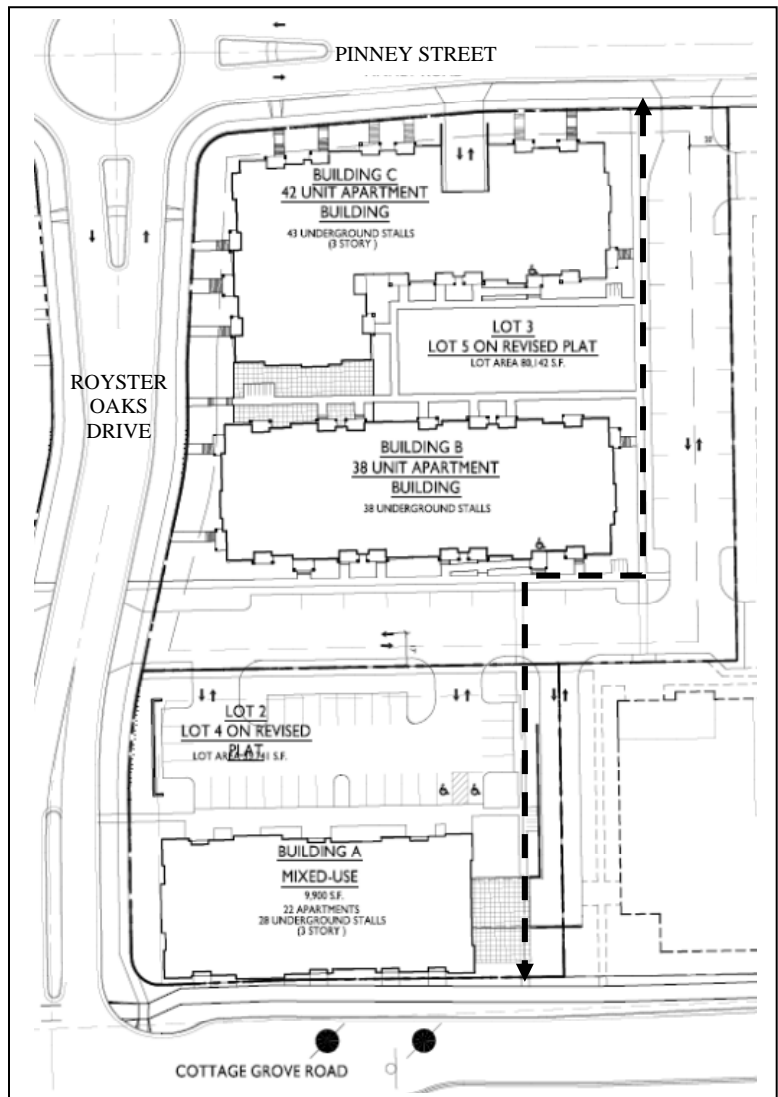 PINNEY STREET
BUILDING C
42 UNIT APARTMENT
BUILDING
43 UNDERGROUND STALLS
(3 STORY )
LOT 3
LOT 5 ON REVISED PLAT
LOT AREA 80,142 S.F.
ROYSTER
OAKS
DRIVE
BUILDING B
38 UNIT APARTMENT
BUILDING
38 UNDERGROUND STALLS
LOT 2
LOT 4 ON REVISED
PLAT
LOT AREA S.F.
BUILDING A
MIXED-USE
9,900 S.F.
22 APARTMENTS
28 UNDERGROUND STALLS
(3 STORY )
COTTAGE GROVE ROAD